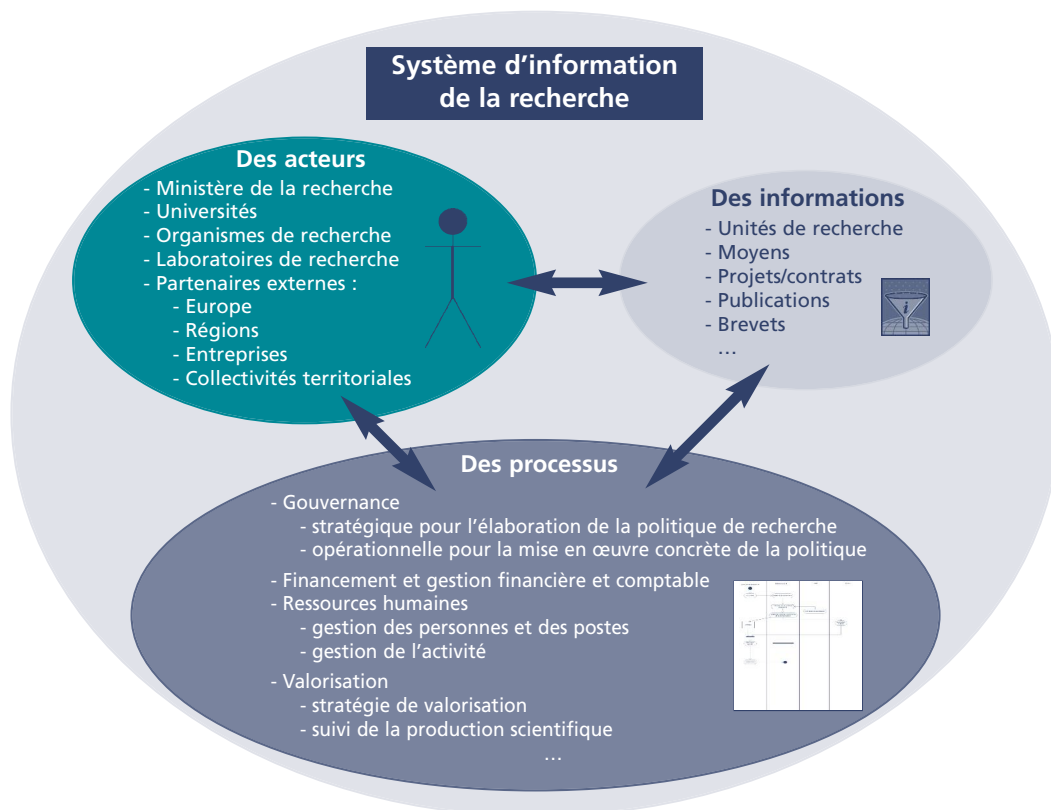 Système d'information
de la recherche
Des acteurs
- Ministère de la recherche
- Universités
- Organismes de recherche
- Laboratoires de recherche
- Partenaires externes :
- Europe
- Régions
- Entreprises
- Collectivités territoriales
Des informations
- Unités de recherche
- Moyens
- Projets/contrats
- Publications
- Brevets
...
i
Des processus
- Gouvernance
- stratégique pour l'élaboration de la politique de recherche
- opérationnelle pour la mise en œuvre concrète de la politique
- Financement et gestion financière et comptable
- Ressources humaines
- gestion des personnes et des postes
- gestion de l'activité
- Valorisation
- stratégie de valorisation
- suivi de la production scientifique
...